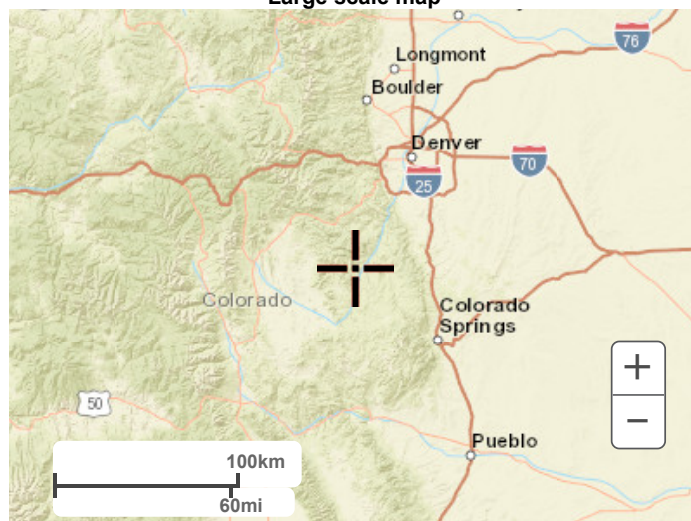 Large-scale map
76
Longmont
Boulder
Denver
70
25
Colorado
Colorado
Springs
+
50
−
Pueblo
100km
60mi